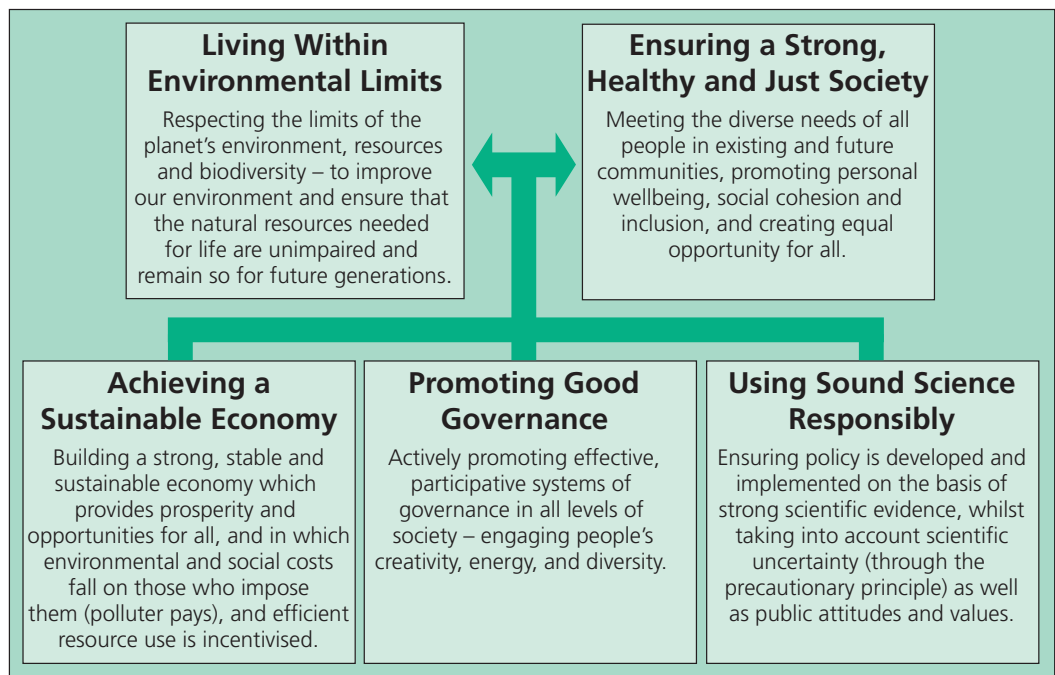 Living Within
Environmental Limits
Respecting the limits of the
planet’s environment, resources
and biodiversity – to improve
our environment and ensure that
the natural resources needed
for life are unimpaired and
remain so for future generations.
Ensuring a Strong,
Healthy and Just Society
Meeting the diverse needs of all
people in existing and future
communities, promoting personal
wellbeing, social cohesion and
inclusion, and creating equal
opportunity for all.
Achieving a
Sustainable Economy
Building a strong, stable and
sustainable economy which
provides prosperity and
opportunities for all, and in which
environmental and social costs
fall on those who impose
them (polluter pays), and efficient
resource use is incentivised.
Promoting Good
Governance
Actively promoting effective,
participative systems of
governance in all levels of
society – engaging people’s
creativity, energy, and diversity.
Using Sound Science
Responsibly
Ensuring policy is developed and
implemented on the basis of
strong scientific evidence, whilst
taking into account scientific
uncertainty (through the
precautionary principle) as well
as public attitudes and values.